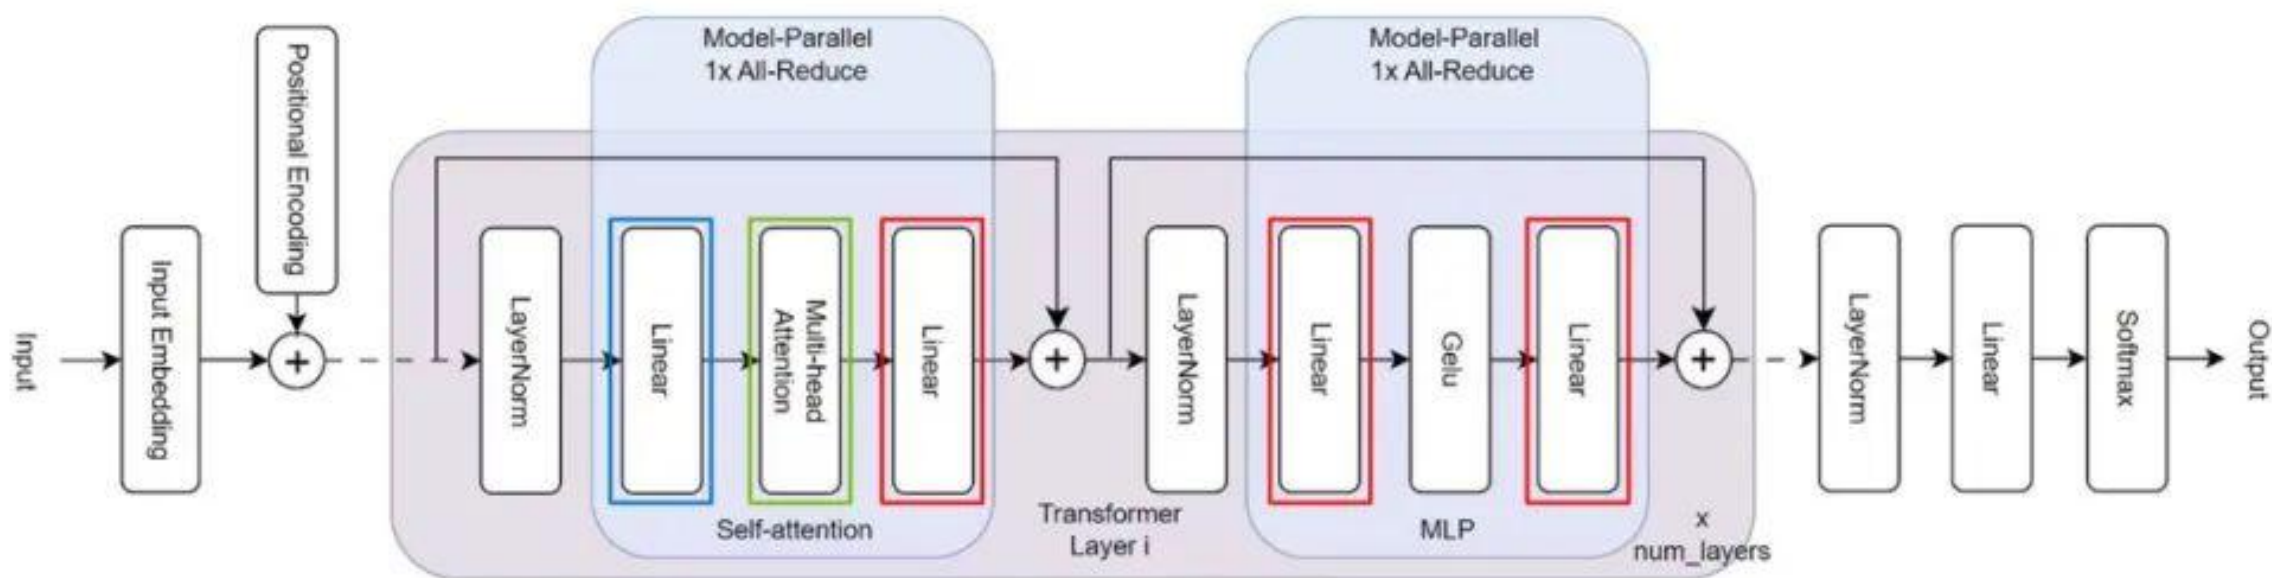 Input
Input Embedding
Positional Encoding
+
Model-Parallel
1x All-Reduce
LayerNorm
Linear
Multi-head
Attention
Linear
Self-attention
+
Transformer
Layer i
Model-Parallel
1x All-Reduce
LayerNorm
Linear
Gelu
Linear
MLP
+
x
num_layers
LayerNorm
Linear
Softmax
Output